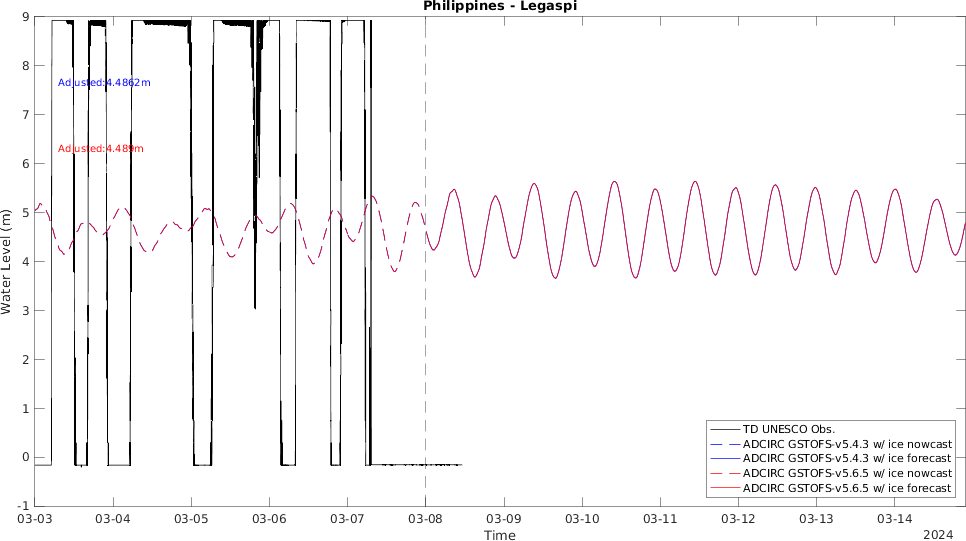 Philippines - Legaspi
9
8
7
6
5
4
3
2
1
0
-1
Water Level (m)
Adjusted:4.4862m
Adjusted:4.489m
TD UNESCO Obs.
ADCIRC GSTOFS-v5.4.3 w/ ice nowcast
ADCIRC GSTOFS-v5.4.3 w/ ice forecast
ADCIRC GSTOFS-v5.6.5 w/ ice nowcast
ADCIRC GSTOFS-v5.6.5 w/ ice forecast
03-03 03-04 03-05 03-06 03-07 03-08 03-09 03-10 03-11 03-12 03-13 03-14
Time
2024